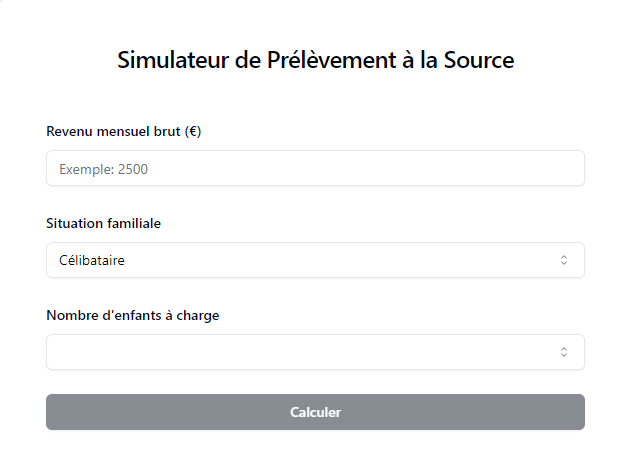 Simulateur de Prélèvement à la Source
Revenu mensuel brut (€)
Exemple: 2500
Situation familiale
Célibataire
Nombre d'enfants à charge
Calculer